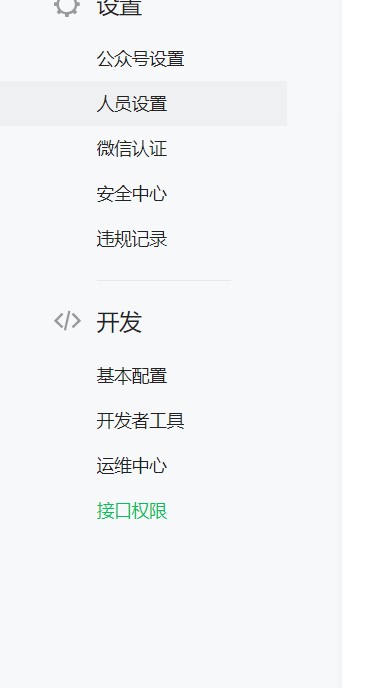 设置
公众号设置
人员设置
微信认证
安全中心
违规记录
开发
基本配置
开发者工具
运维中心
接口权限